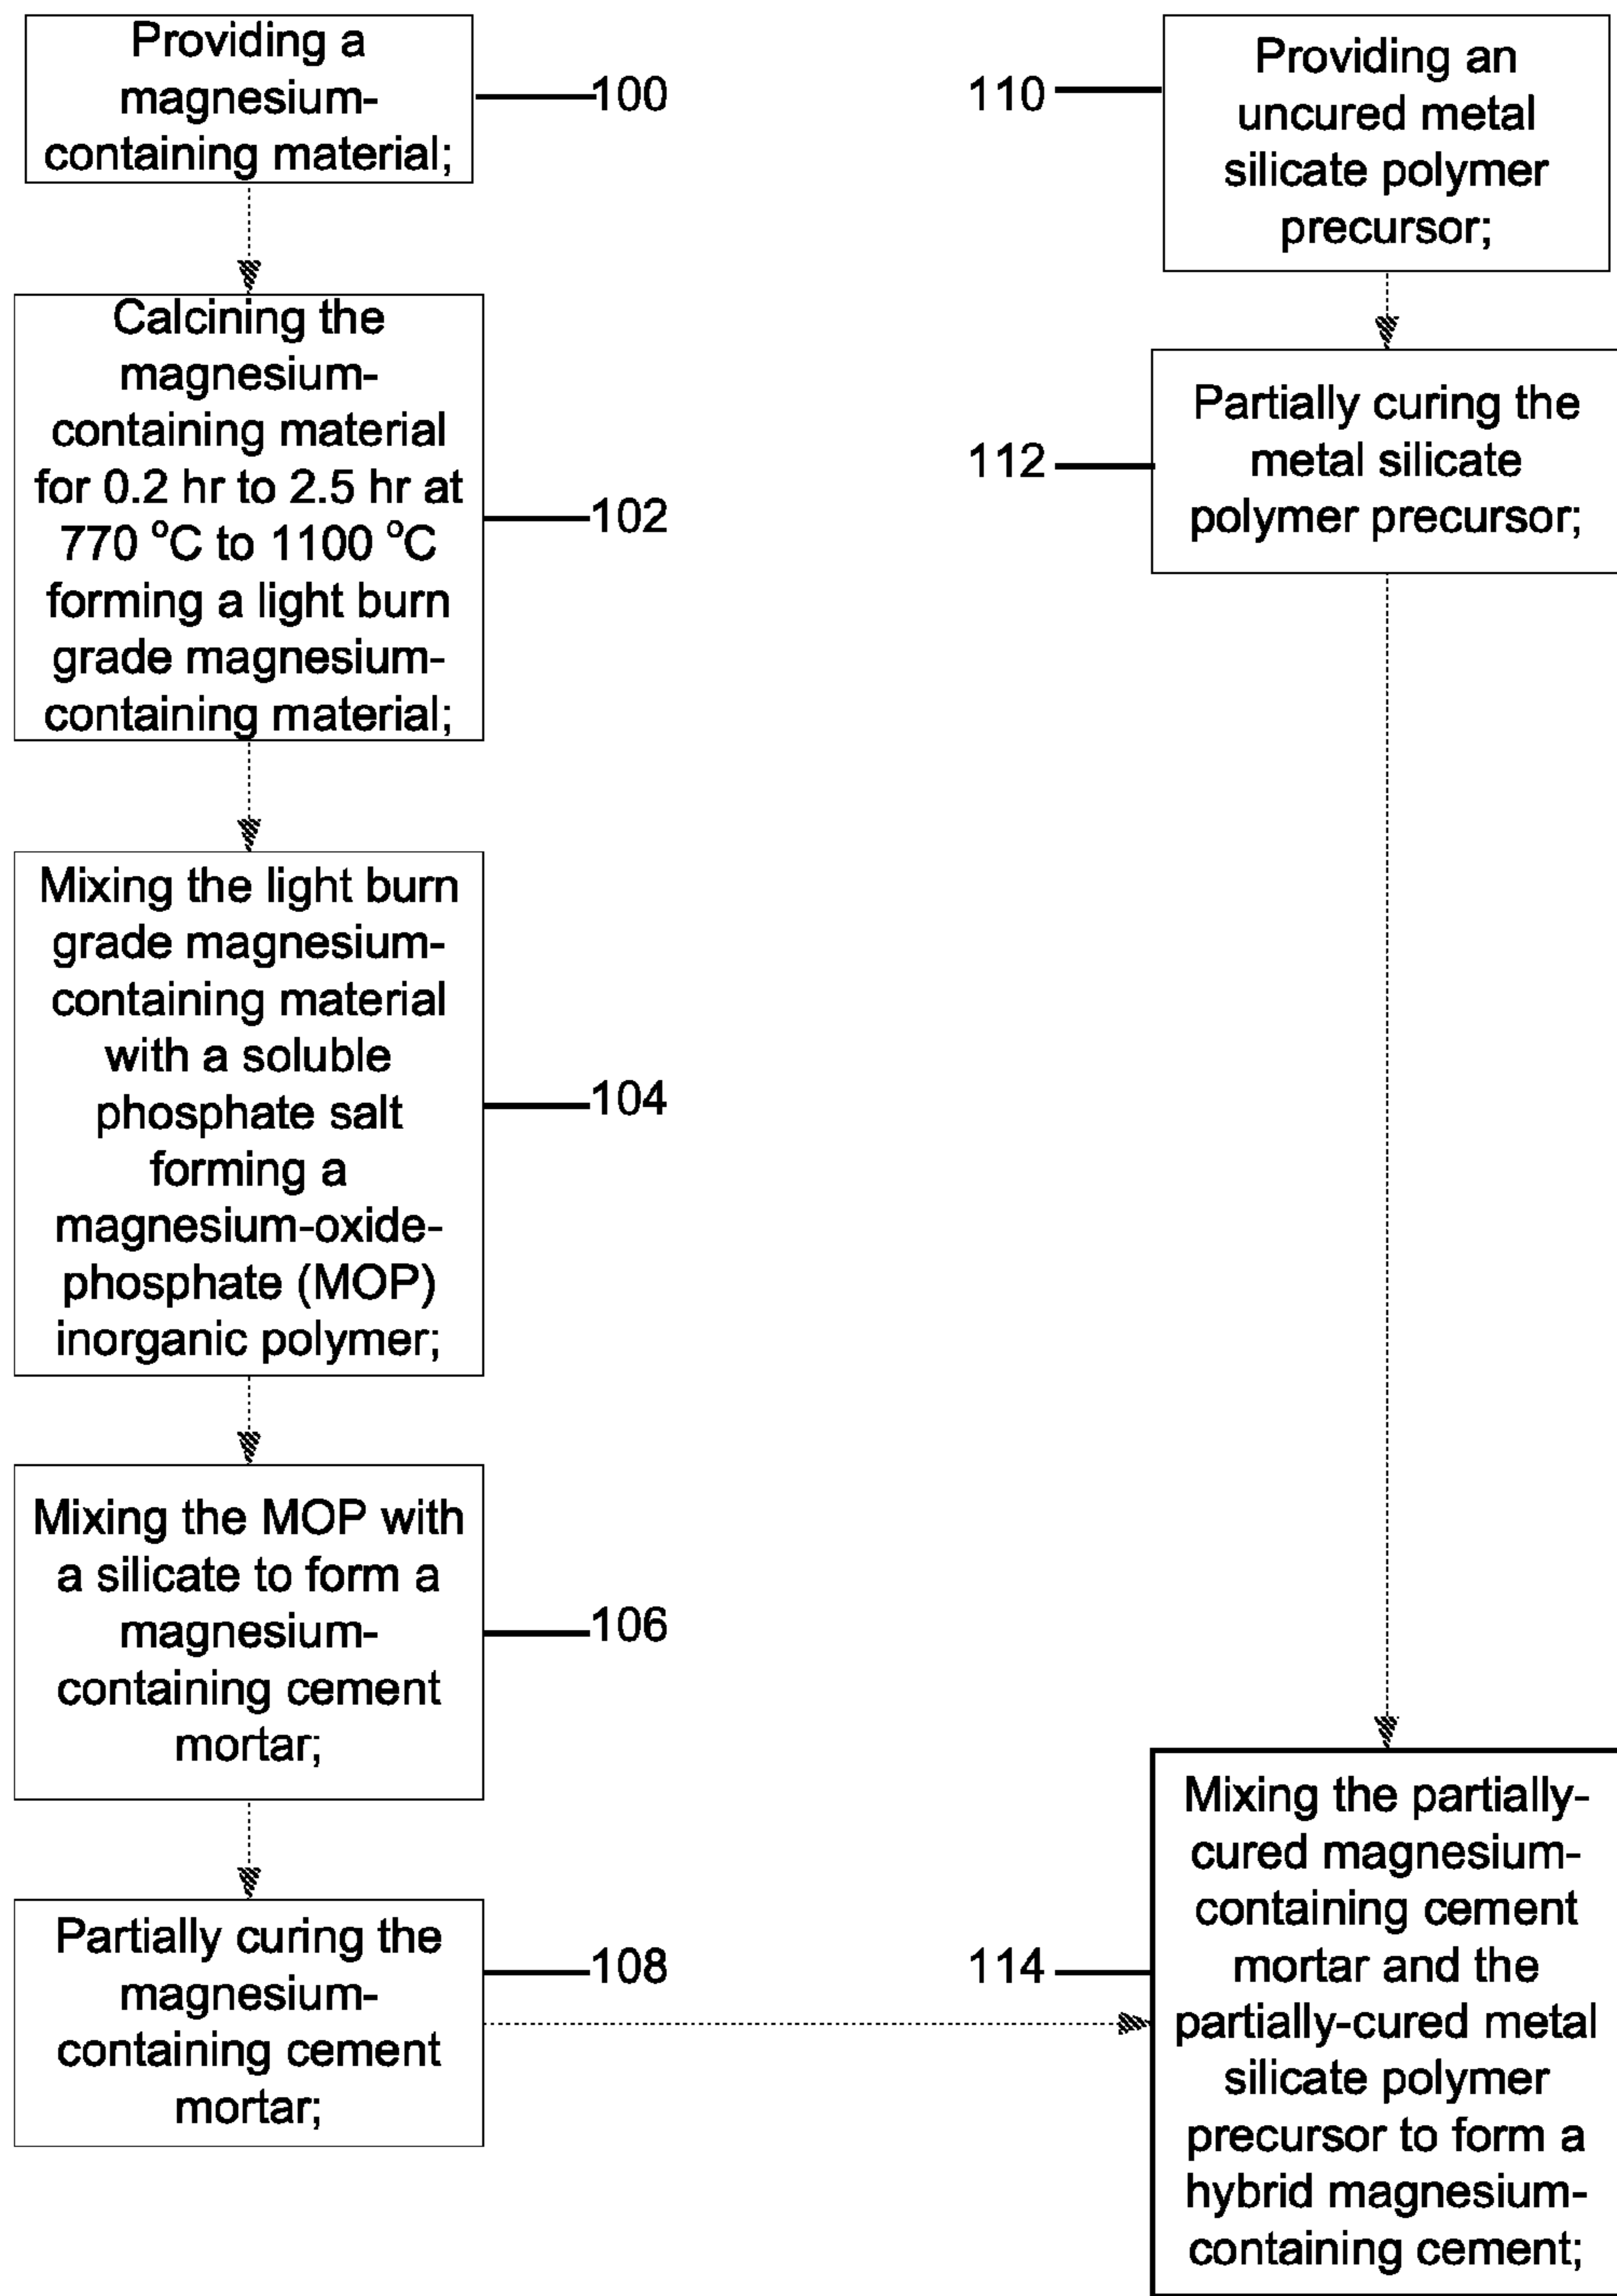 Providing a
magnesium-
containing material;
100
Calcining the
magnesium-
containing material
for 0.2 hr to 2.5 hr at
770 °C to 1100 °C
forming a light burn
grade magnesium-
containing material;
102
Mixing the light burn
grade magnesium-
containing material
with a soluble
phosphate salt
forming a
magnesium-oxide-
phosphate (MOP)
inorganic polymer;
104
Mixing the MOP with
a silicate to form a
magnesium-
containing cement
mortar;
106
Partially curing the
magnesium-
containing cement
mortar;
108
110
Providing an
uncured metal
silicate polymer
precursor;
112
Partially curing the
metal silicate
polymer precursor;
114
Mixing the partially-
cured magnesium-
containing cement
mortar and the
partially-cured metal
silicate polymer
precursor to form a
hybrid magnesium-
containing cement;